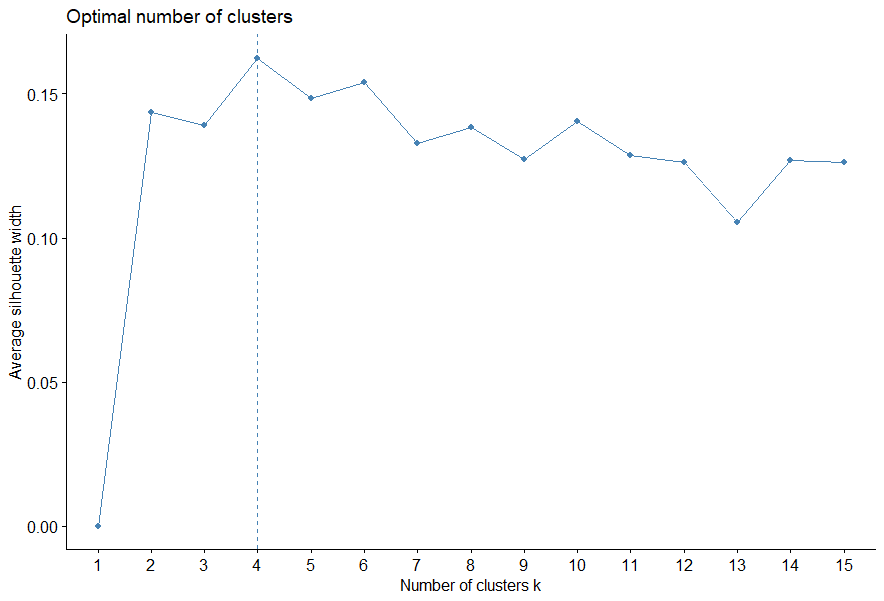 Optimal number of clusters
Average silhouette width
0.15
0.10
0.05
0.00
1 2 3 4 5 6 7 8 9 10 11 12 13 14 15
Number of clusters k